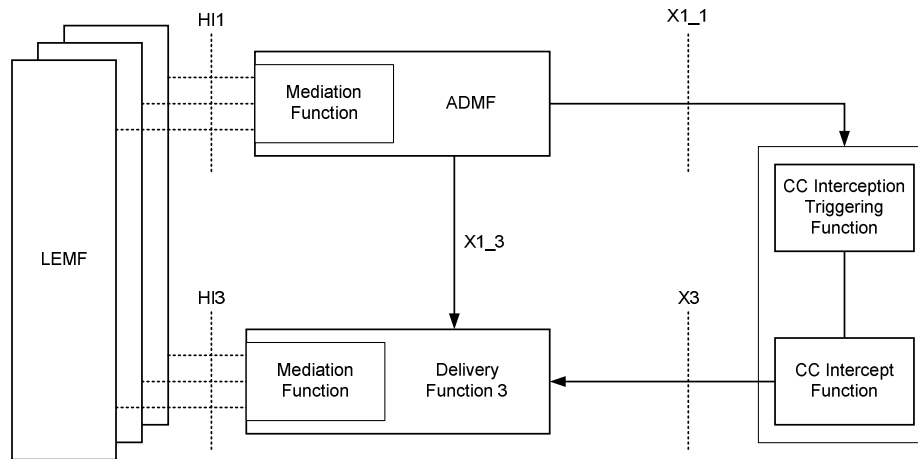 HI1
X1_1
Mediation
Function
ADMF
CC Interception
Triggering
Function
LEMF
X1_3
HI3
X3
Mediation
Function
Delivery
Function 3
CC Intercept
Function